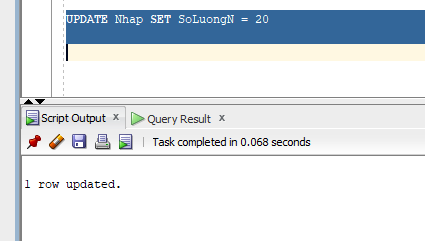 UPDATE Nhap SET SoLuongN = 20
Script Output x Query Result x
Task completed in 0.068 seconds
1 row updated.